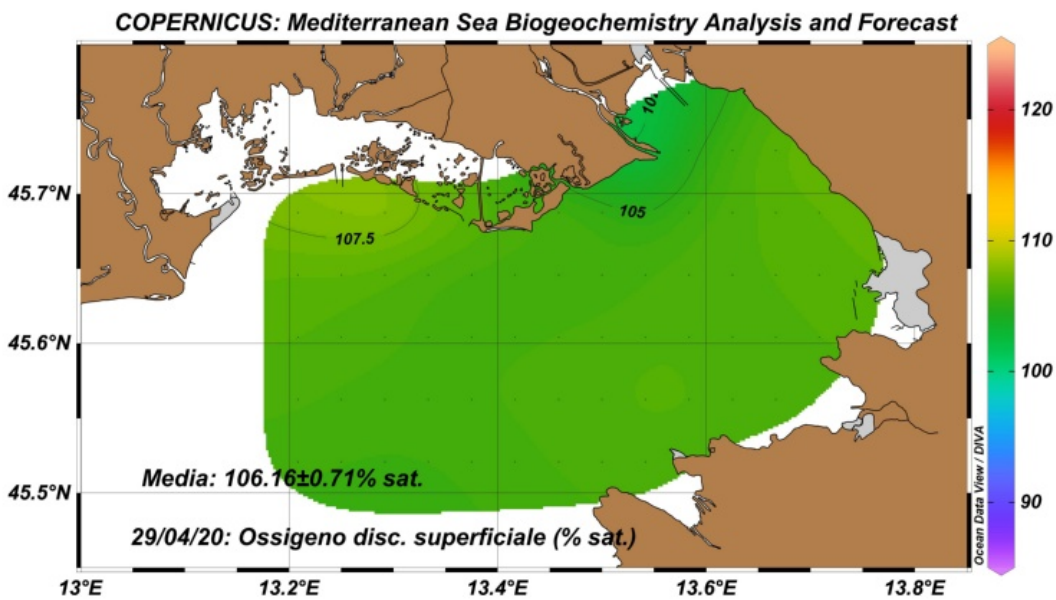 COPERNICUS: Mediterranean Sea Biogeochemistry Analysis and Forecast
120
110
100
90
Ocean Data View / DIVA
45.7°N
45.6°N
45.5°N
10
105
107.5
Media: 106.16±0.71% sat.
29/04/20: Ossigeno disc. superficiale (% sat.)
13°E
13.2°E
13.4°E
13.6°E
13.8°E